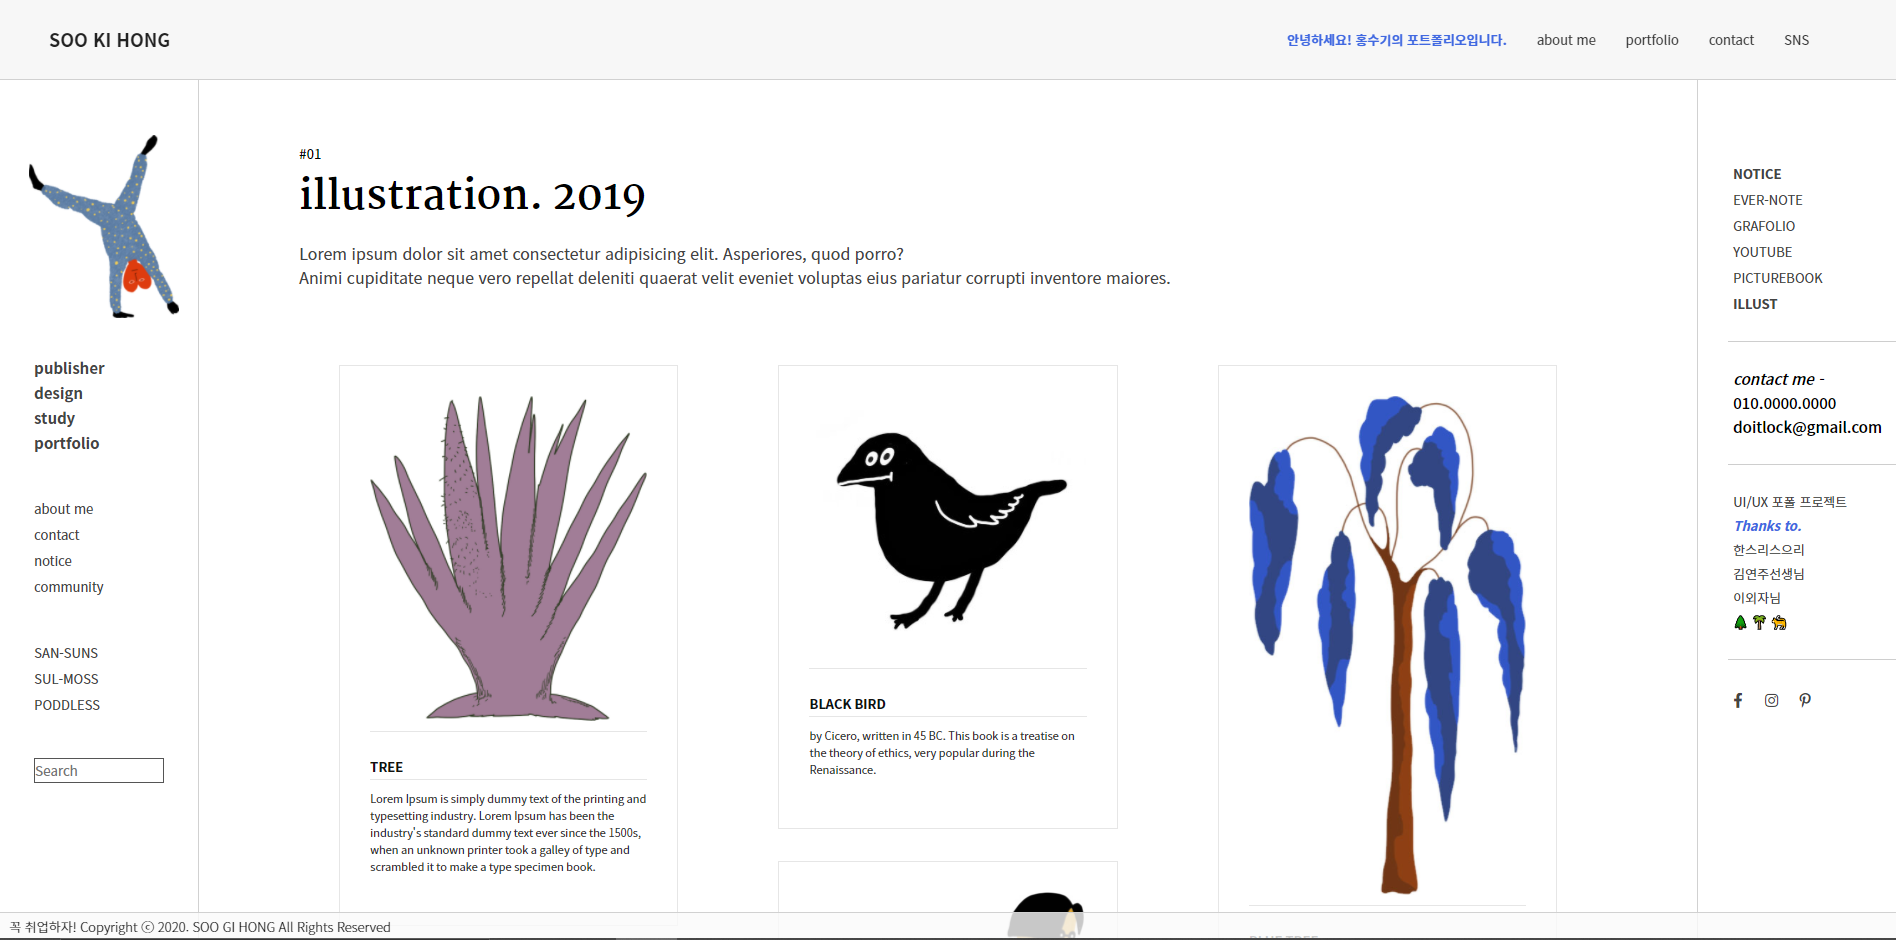 SOO KI HONG
안녕하세요! 홍수기의 포트폴리오입니다.
about me
portfolio
contact
SNS
publisher
design
study
portfolio
about me
contact
notice
community
SAN-SUNS
SUL-MOSS
PODDLESS
Search
#01
illustration. 2019
Lorem ipsum dolor sit amet consectetur adipisicing elit. Asperiores, quod porro?
Animi cupiditate neque vero repellat deleniti quaerat velit eveniet voluptas eius pariatur corrupti inventore maiores.
TREE
Lorem Ipsum is simply dummy text of the printing and
typesetting industry. Lorem Ipsum has been the
industry's standard dummy text ever since the 1500s,
when an unknown printer took a galley of type and
scrambled it to make a type specimen book.
BLACK BIRD
by Cicero, written in 45 BC. This book is a treatise on
the theory of ethics, very popular during the
Renaissance.
BLUE TREE
NOTICE
EVER-NOTE
GRAFOLIO
YOUTUBE
PICTUREBOOK
ILLUST
contact me -
010.0000.0000
doitlock@gmail.com
UI/UX 포폴 프로젝트
Thanks to.
한스리스으리
김연주선생님
이외자님
꼭 취업하자! Copyright ⓒ 2020. SOO GI HONG All Rights Reserved